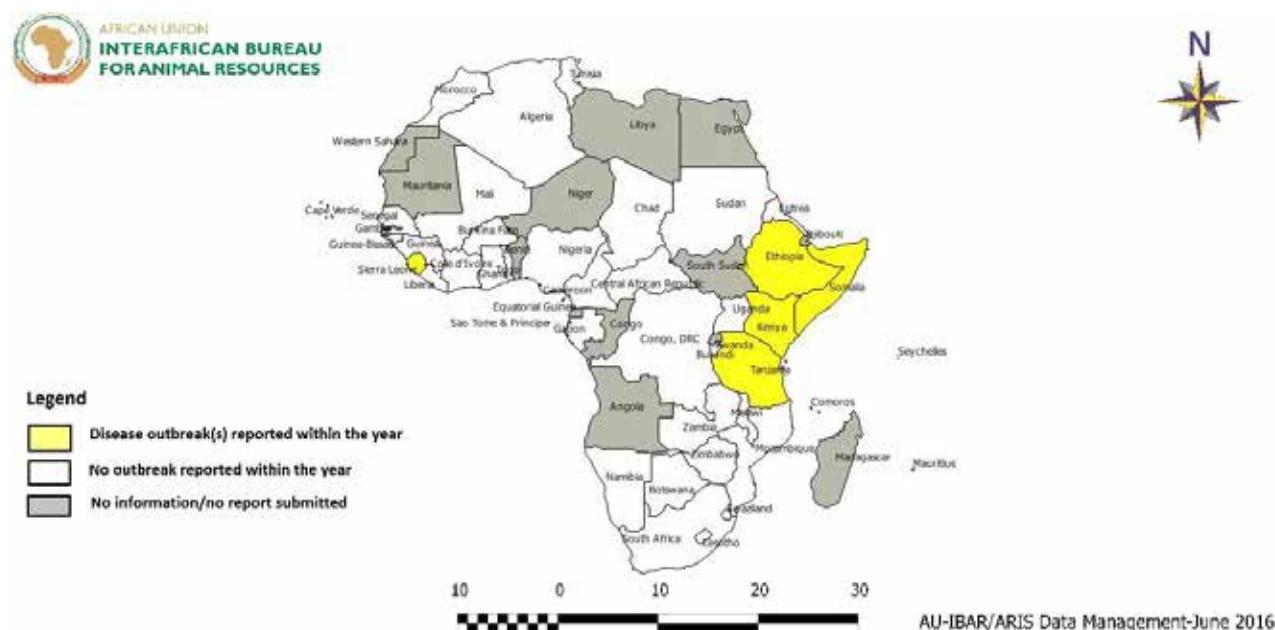 AFRICAN UNION
INTERAFRICAN BUREAU
FOR ANIMAL RESOURCES
N
Tunisia
Morocco
Algeria
Libya
Egypt
Western Sahara
Mauritania
Mali
Niger
Chad
Sudan
Eritrea
Cape Verde
Senegal
Gambia
Burkina Faso
Djibouti
Guinea-Bissau
Guinea
Benin
Nigeria
Ethiopia
Sierra Leone
Cote d'Ivoire
Ghana
Togo
South Sudan
Liberia
Cameroon
Central African Republic
Somalia
Equatorial Guinea
Uganda
Sao Tome & Principe
Gabon
Congo
Kenya
Congo, DRC
Rwanda
Burundi
Seychelles
Tanzania
Angola
Comoros
Malawi
Zambia
Mozambique
Zimbabwe
Madagascar
Mauritius
Namibia
Botswana
Swaziland
South Africa
Lesotho
Legend
Disease outbreak(s) reported within the year
No outbreak reported within the year
No information/no report submitted
10 0 10 20 30
AU-IBAR/ARIS Data Management-June 2016